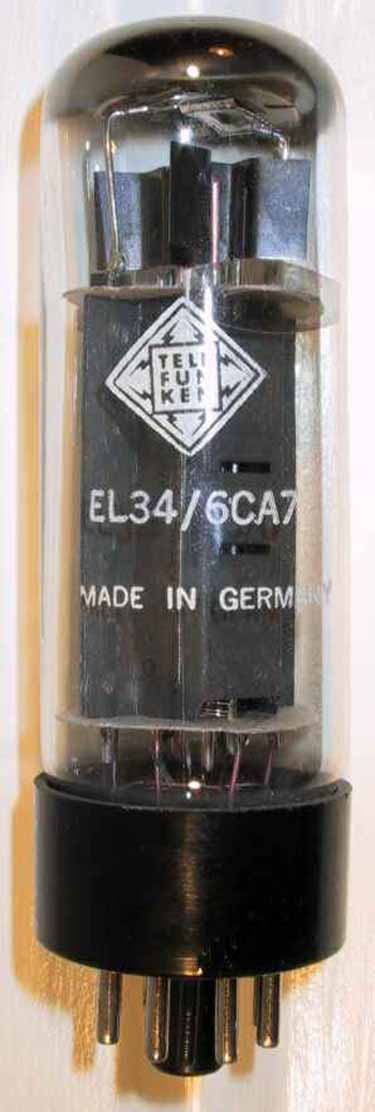 TELE
FUN
KEN
EL34/6CA7
MADE IN GERMANY